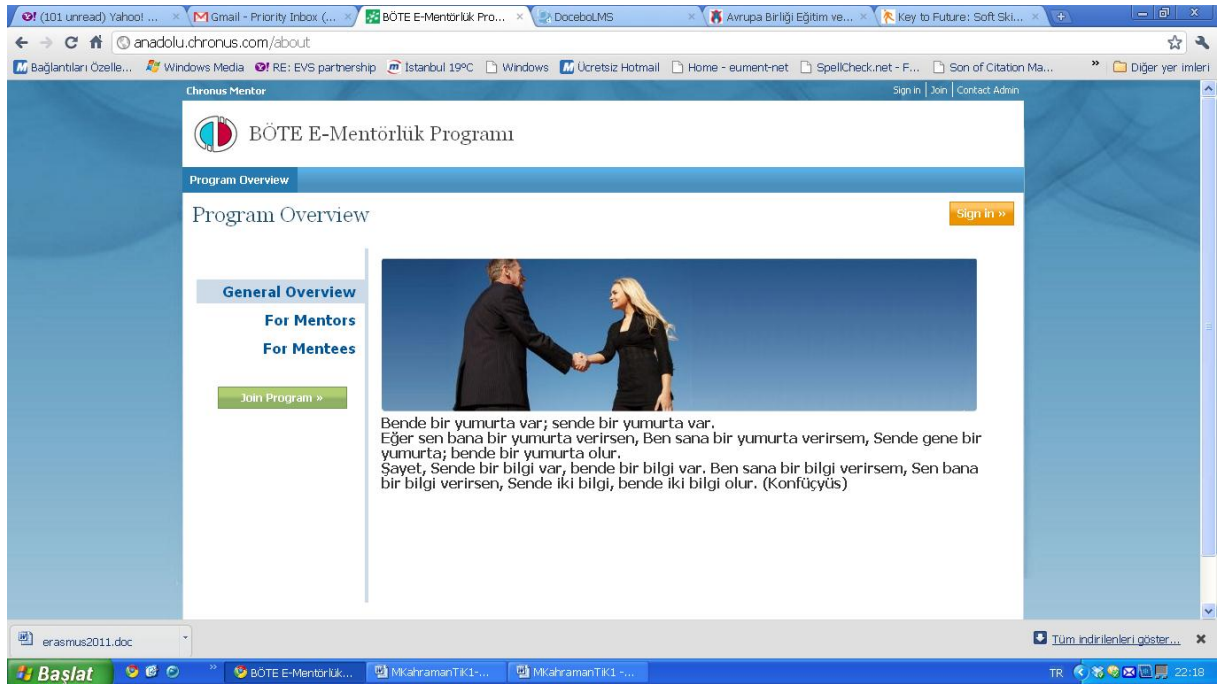 (101 unread) Yahoo! ...
Gmail - Priority Inbox (...
BÖTE E-Mentörlük Pro...
DoceboLMS
Avrupa Birliği Eğitim ve...
Key to Future: Soft Ski...
anadolu.chronus.com/about
Bağlantıları Özelle...
Windows Media
RE: EVS partnership
İstanbul 19ºC
Windows
Ücretsiz Hotmail
Home - eument-net
SpellCheck.net - F...
Son of Citation Ma...
»
Diğer yer imleri
Chronus Mentor
Sign in | Join | Contact Admin
BÖTE E-Mentörlük Programı
Program Overview
Program Overview
Sign in »
General Overview
For Mentors
For Mentees
Join Program »
Bende bir yumurta var; sende bir yumurta var.
Eğer sen bana bir yumurta verirsen, Ben sana bir yumurta verirsem, Sende gene bir
yumurta; bende bir yumurta olur.
Şayet, Sende bir bilgi var, bende bir bilgi var. Ben sana bir bilgi verirsem, Sen bana
bir bilgi verirsen, Sende iki bilgi, bende iki bilgi olur. (Konfüçyüs)
erasmus2011.doc
Tüm indirilenleri göster...
Başlat
»
BÖTE E-Mentörlük...
MKahramanTiK1-...
MKahramanTiK1 -...
TR
22:18